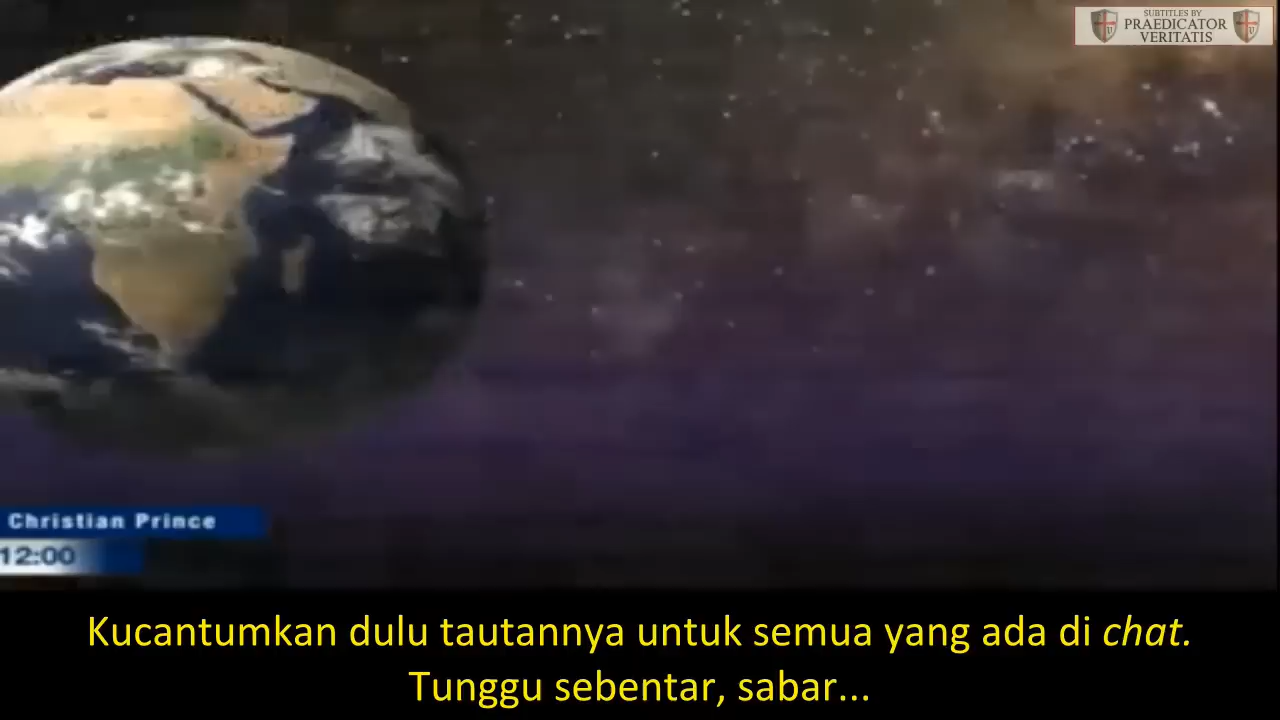 SUBTITLES BY
PRAEDICATOR
VERITATIS
Christian Prince
12:00
Kucantumkan dulu tautannya untuk semua yang ada di chat.
Tunggu sebentar, sabar...